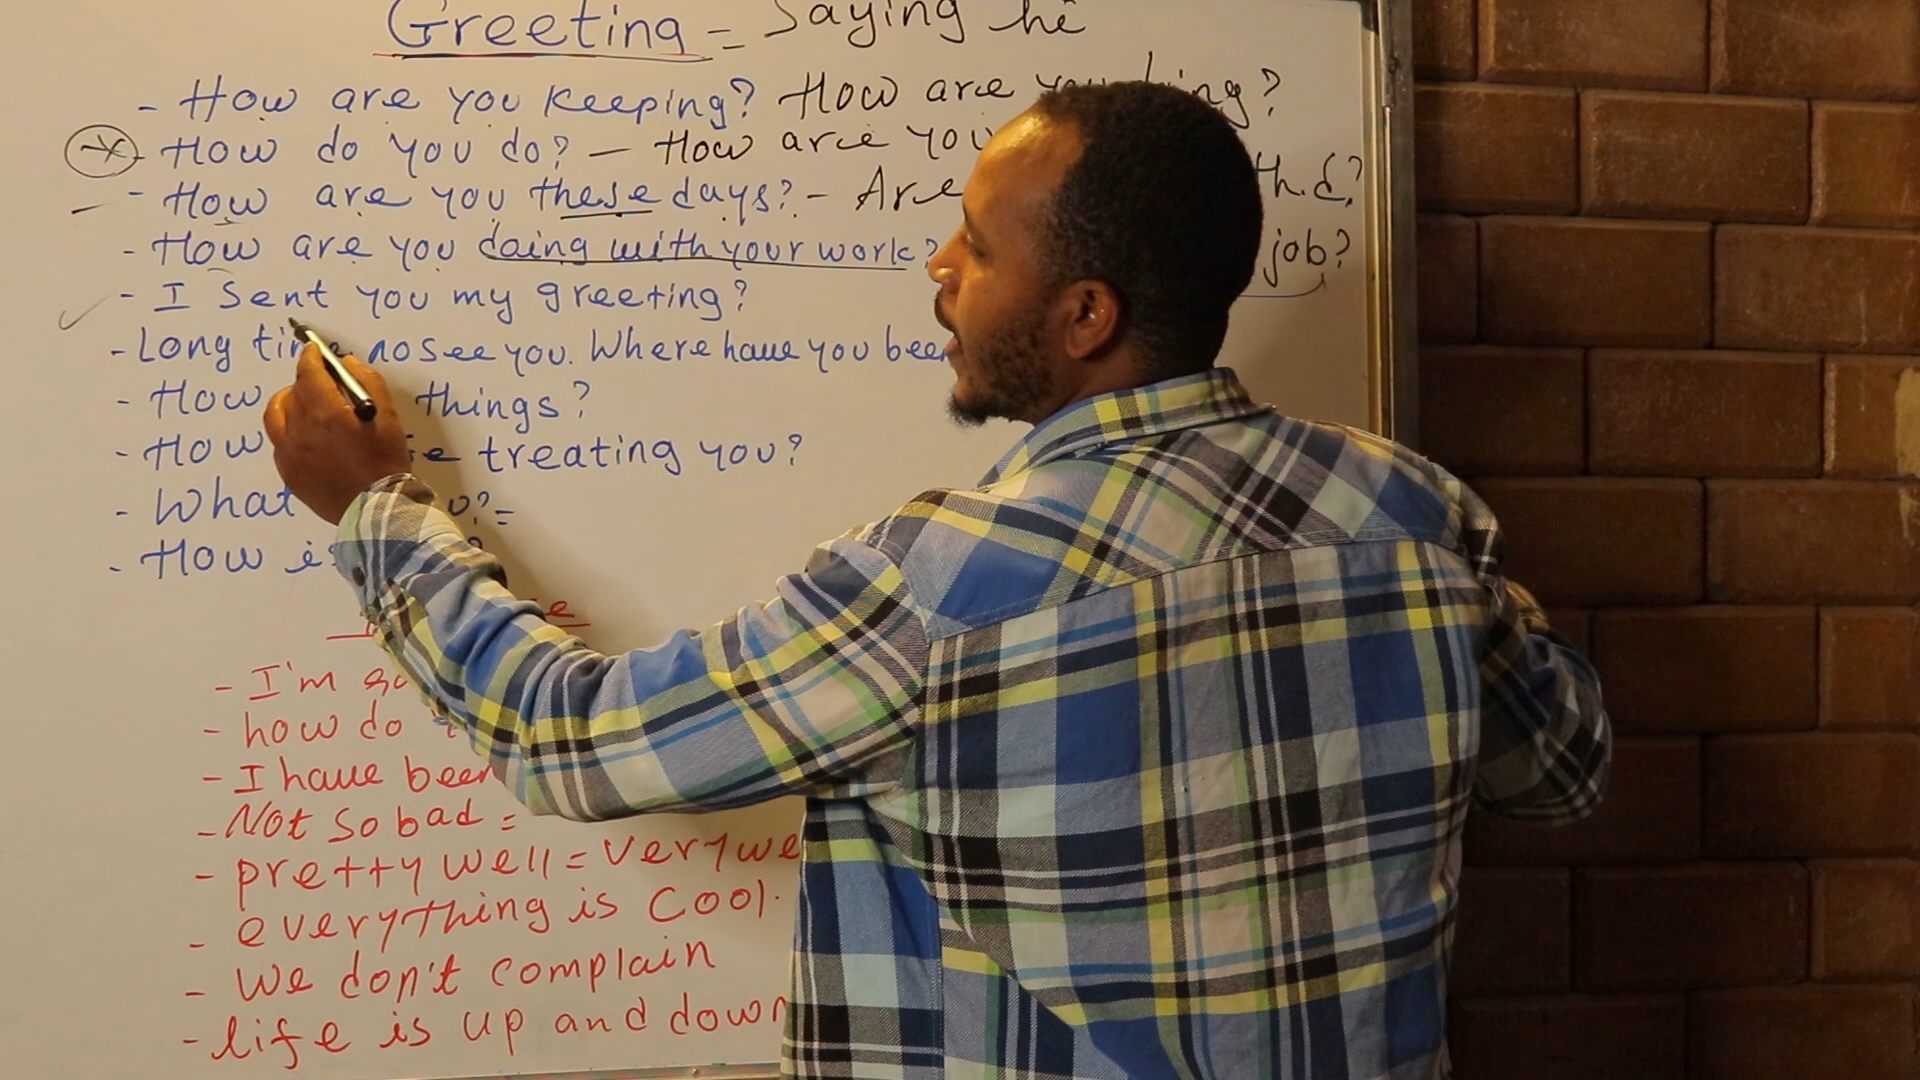 Greeting = Saying hi
- How are you keeping? How are
- How do you do? - How are you
- How are you these days? - Are th.d?
- How are you doing with your work? job?
- I sent you my greeting?
- Long time no see you. Where have you been
- How things?
- How treating you?
- What
- How is
- I'm
- how do
- I have been
- Not so bad =
- pretty well = very we
- everything is cool.
- we don't complain
- life is up and down